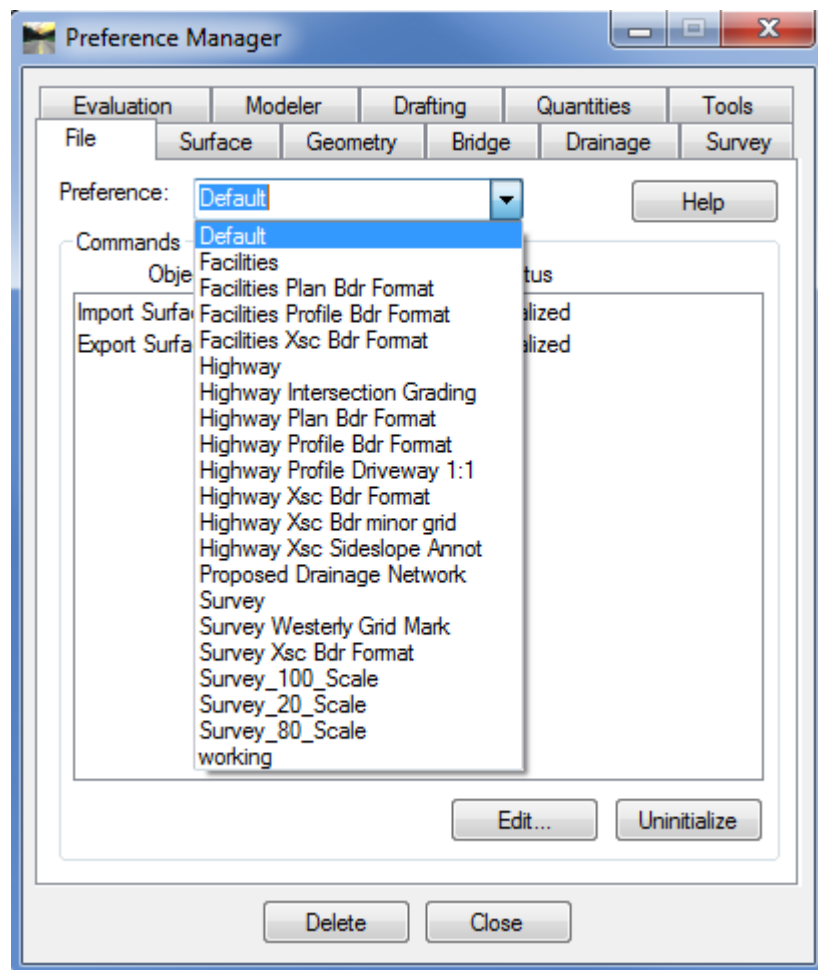 Preference Manager
Evaluation Modeler Drafting Quantities Tools
File Surface Geometry Bridge Drainage Survey
Preference: Default Help
Commands
Default
Facilities
Facilities Plan Bdr Format
Facilities Profile Bdr Format
Facilities Xsc Bdr Format
Highway
Highway Intersection Grading
Highway Plan Bdr Format
Highway Profile Bdr Format
Highway Profile Driveway 1:1
Highway Xsc Bdr Format
Highway Xsc Bdr minor grid
Highway Xsc Sideslope Annot
Proposed Drainage Network
Survey
Survey Westerly Grid Mark
Survey Xsc Bdr Format
Survey_100_Scale
Survey_20_Scale
Survey_80_Scale
working
Obje tus
Import Surfa alized
Export Surfa alized
Edit... Uninitialize
Delete Close